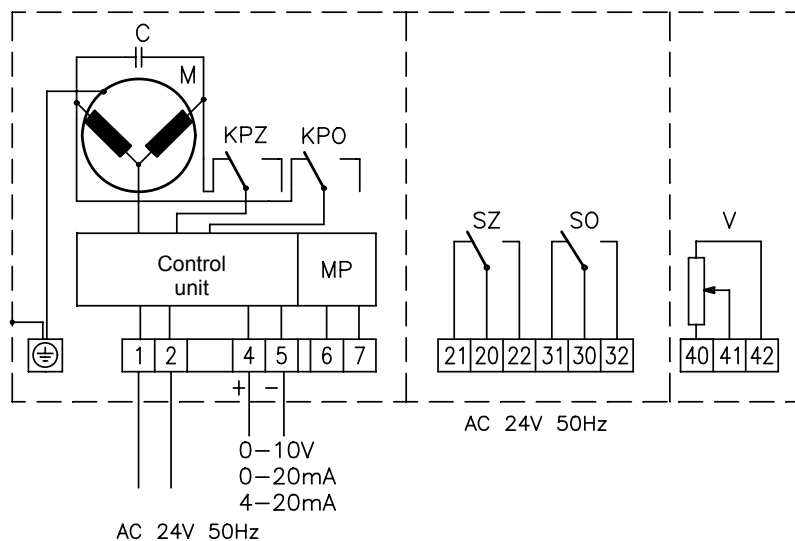 C
M
KPZ KPO
SZ SO V
Control
unit
MP
1 2 4 5 6 7
21 20 22 31 30 32
40 41 42
+ −
AC 24V 50Hz
0−10V
0−20mA
4−20mA
AC 24V 50Hz